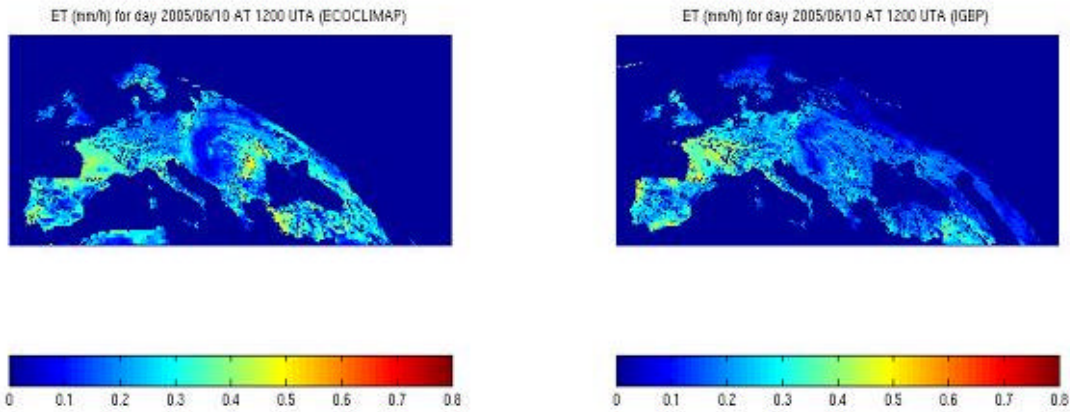 ET (mm/h) for day 2005/06/10 AT 1200 UTA (ECOCLIMAP)
ET (mm/h) for day 2005/06/10 AT 1200 UTA (IGBP)
0 0.1 0.2 0.3 0.4 0.5 0.6 0.7 0.8
0 0.1 0.2 0.3 0.4 0.5 0.6 0.7 0.8